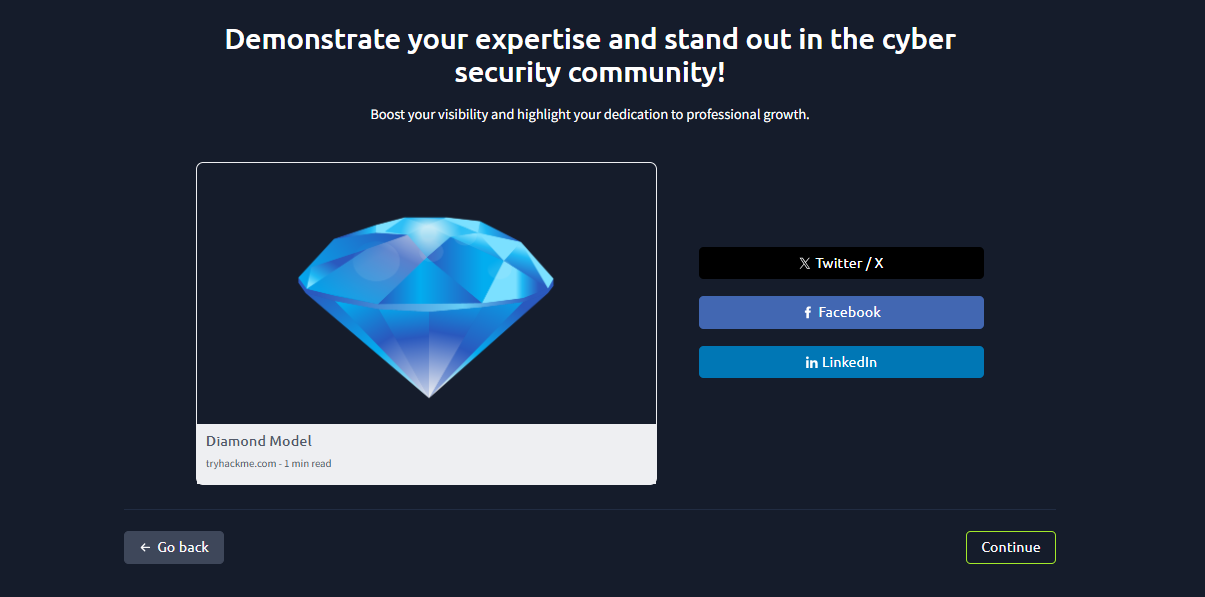 Demonstrate your expertise and stand out in the cyber
security community!
Boost your visibility and highlight your dedication to professional growth.
𝕏 Twitter / X
f Facebook
in LinkedIn
Diamond Model
tryhackme.com - 1 min read
← Go back
Continue